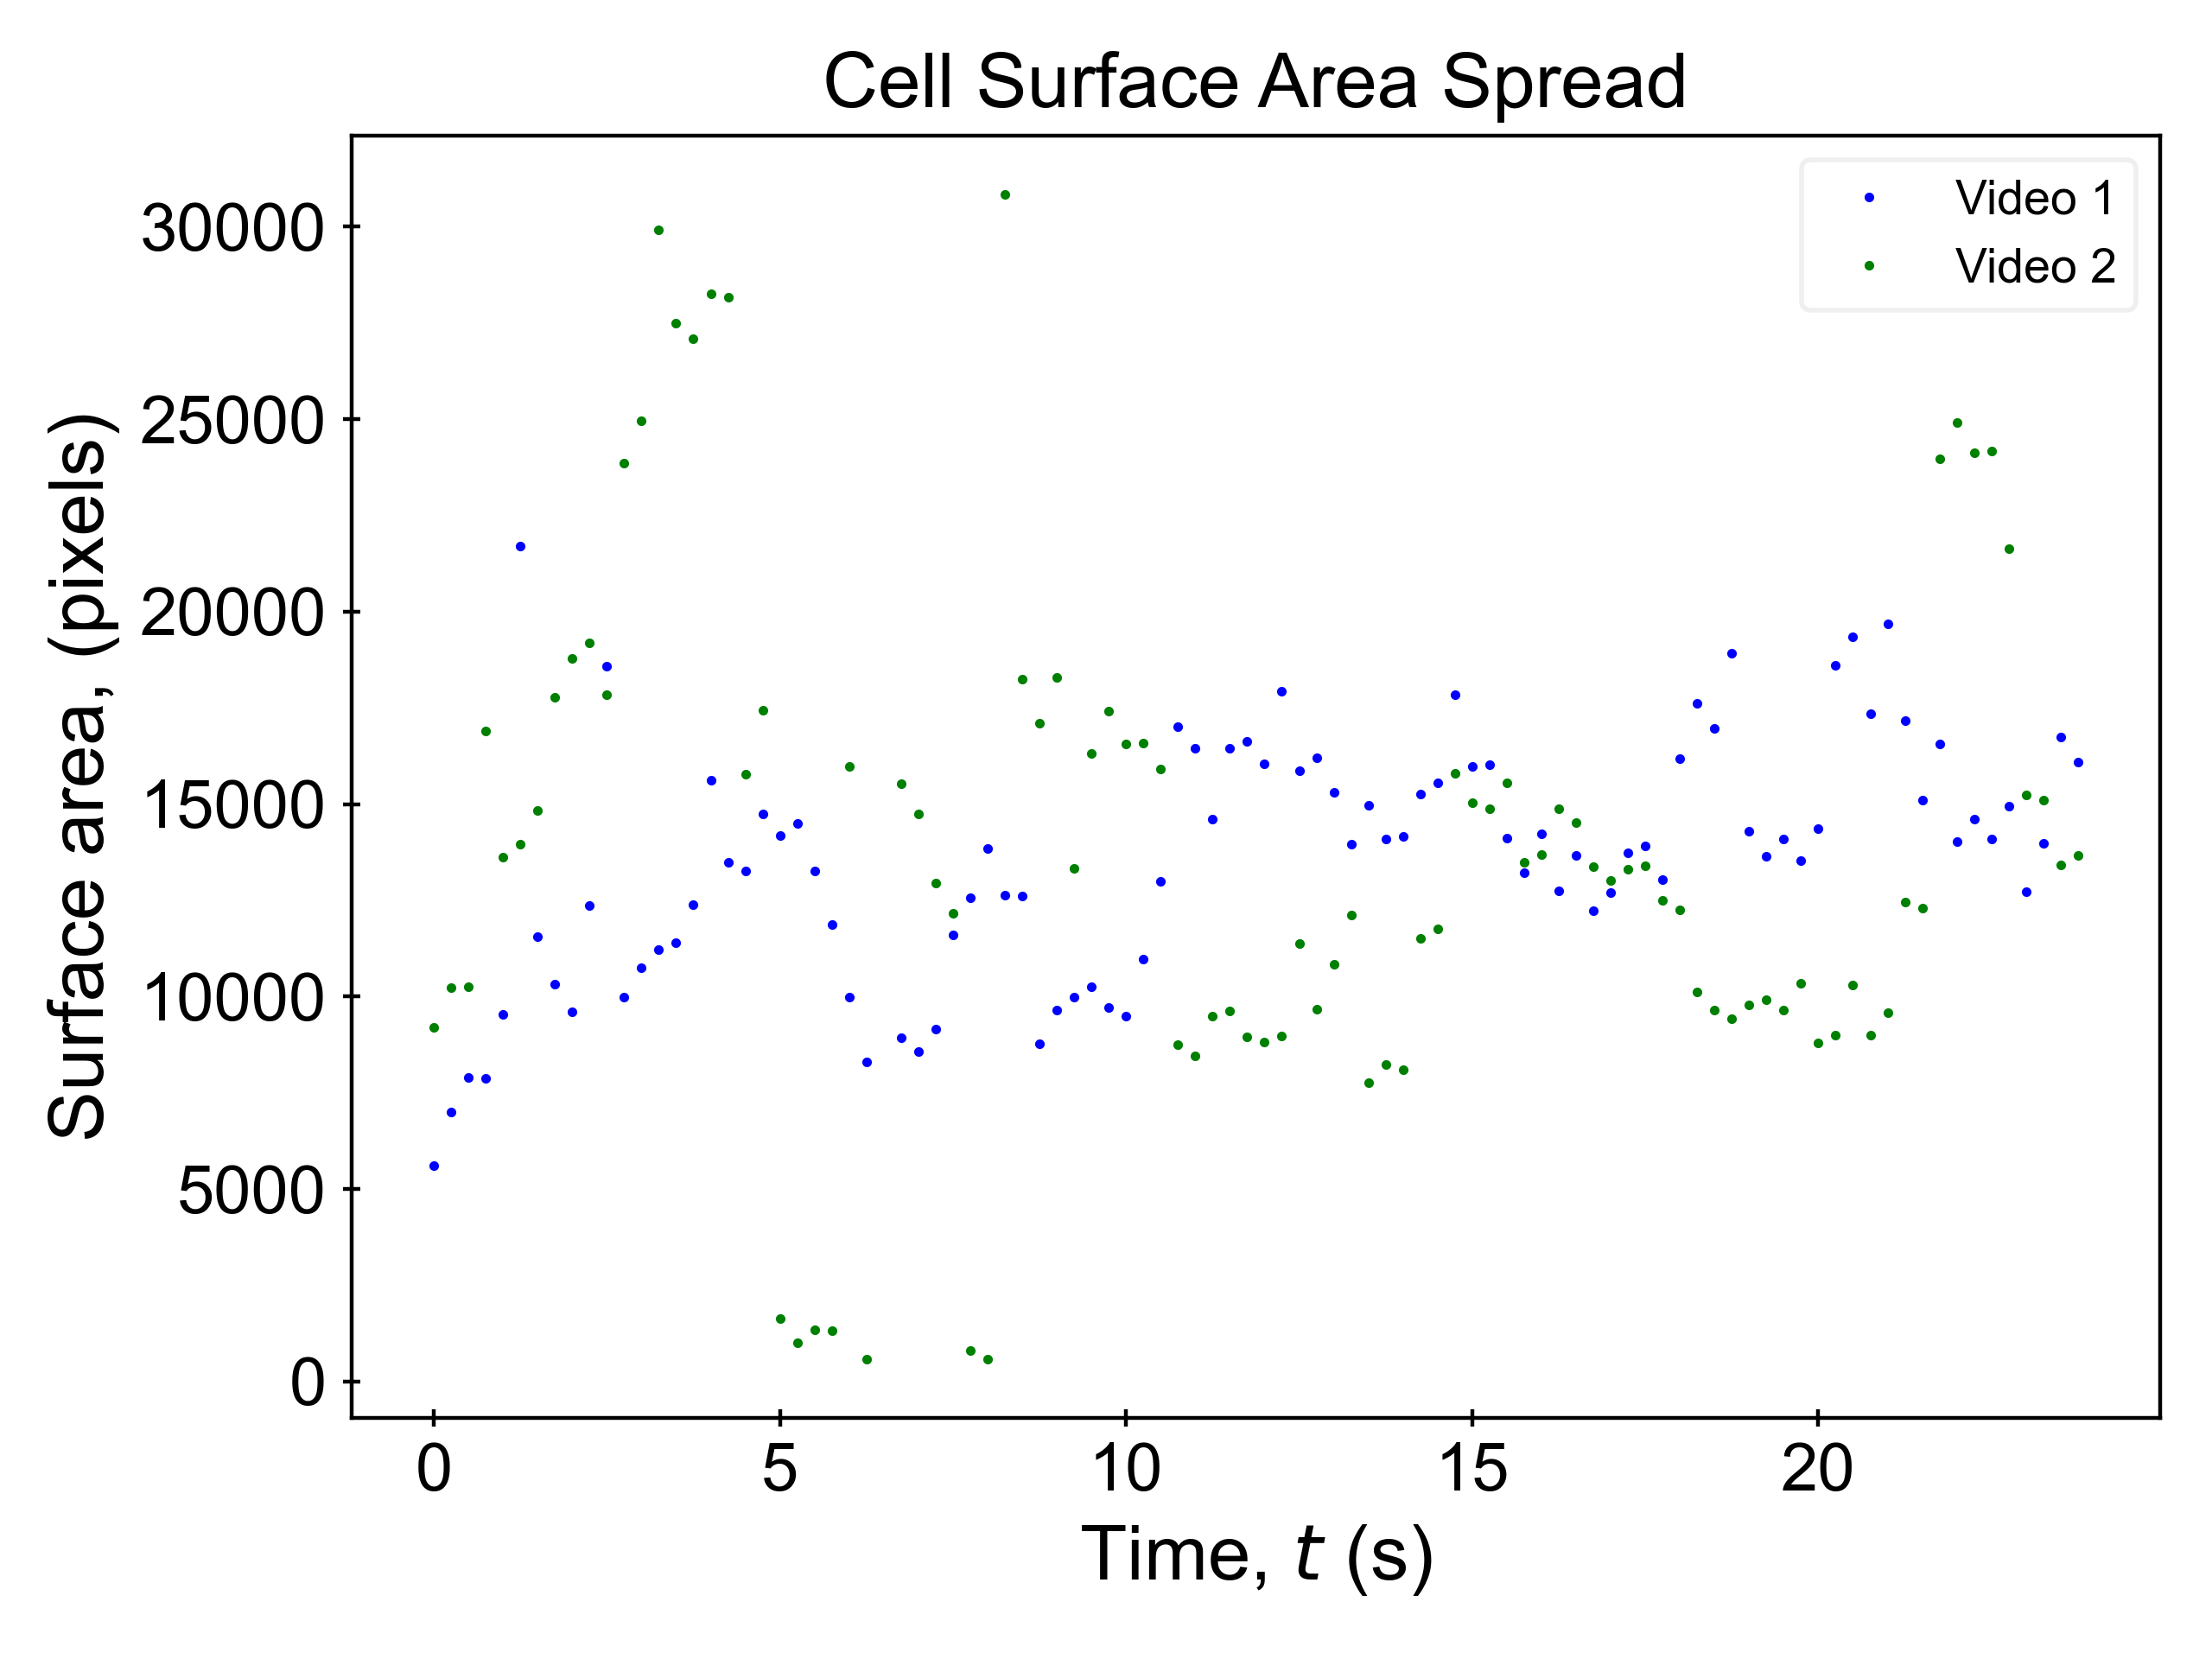 Cell Surface Area Spread
Video 1
Video 2
Surface area, (pixels)
30000
25000
20000
15000
10000
5000
0
0 5 10 15 20
Time, t (s)